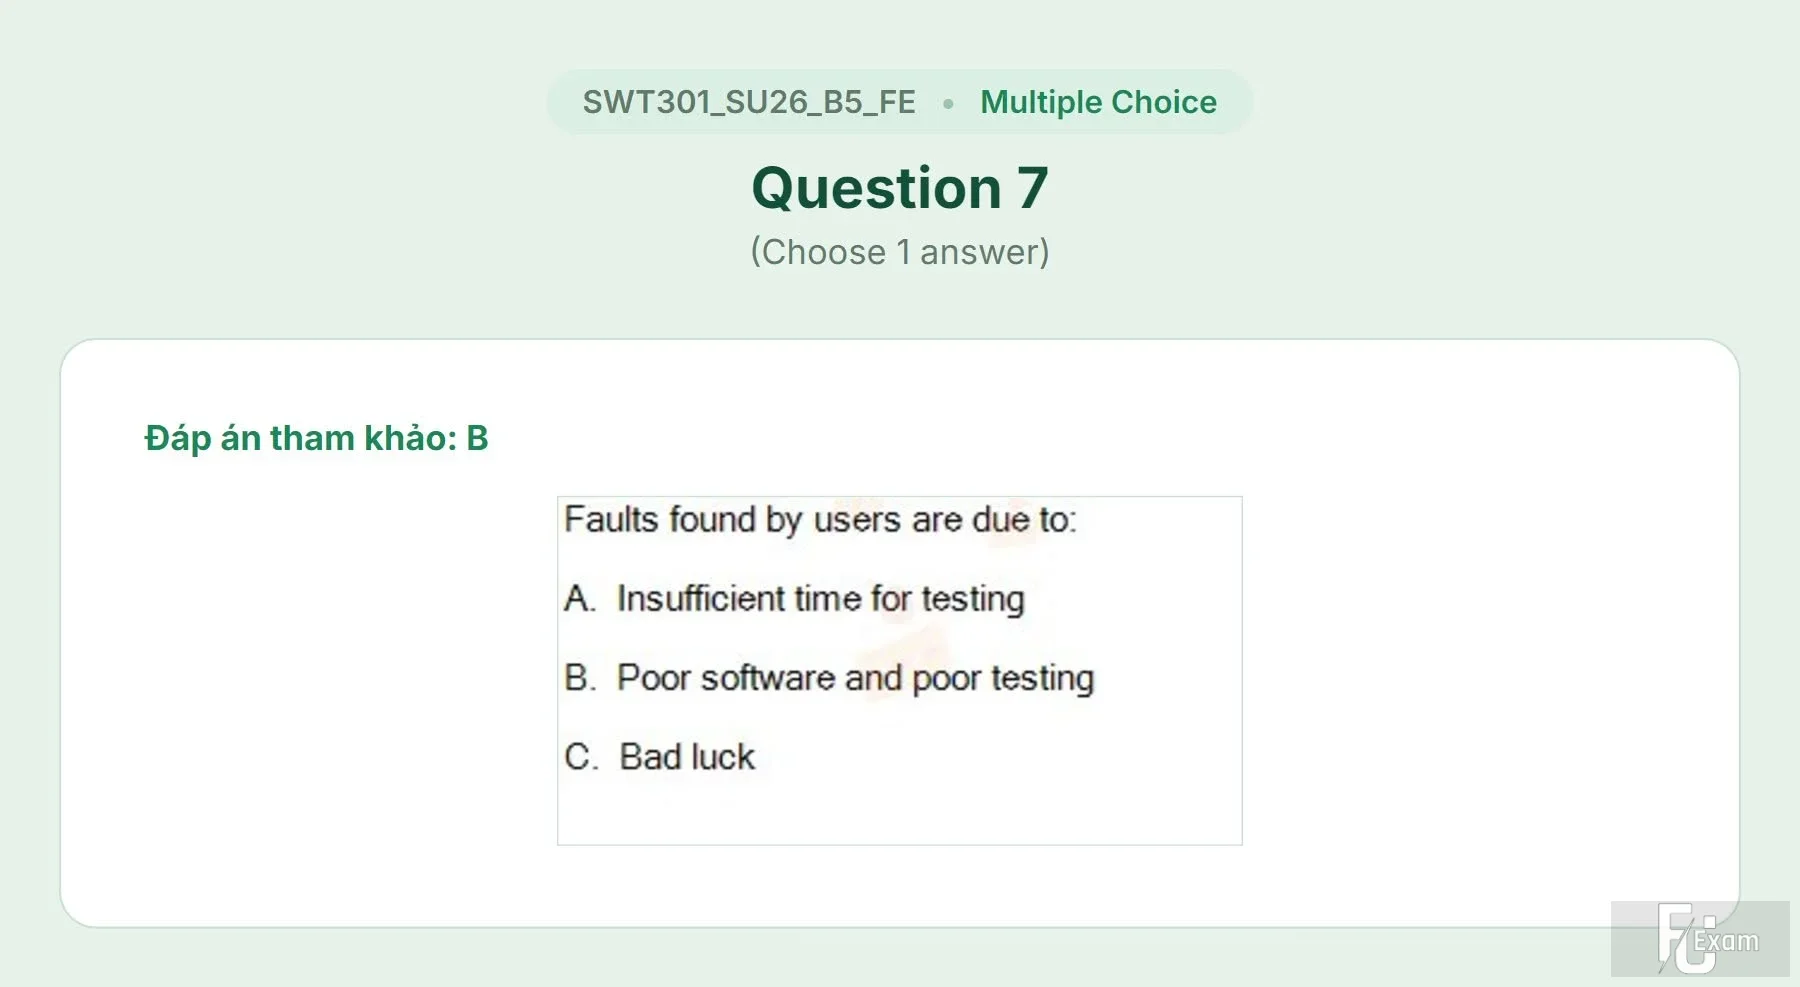 SWT301_SU26_B5_FE • Multiple Choice
Question 7
(Choose 1 answer)
Đáp án tham khảo: B
Faults found by users are due to:
A. Insufficient time for testing
B. Poor software and poor testing
C. Bad luck
FU Exam